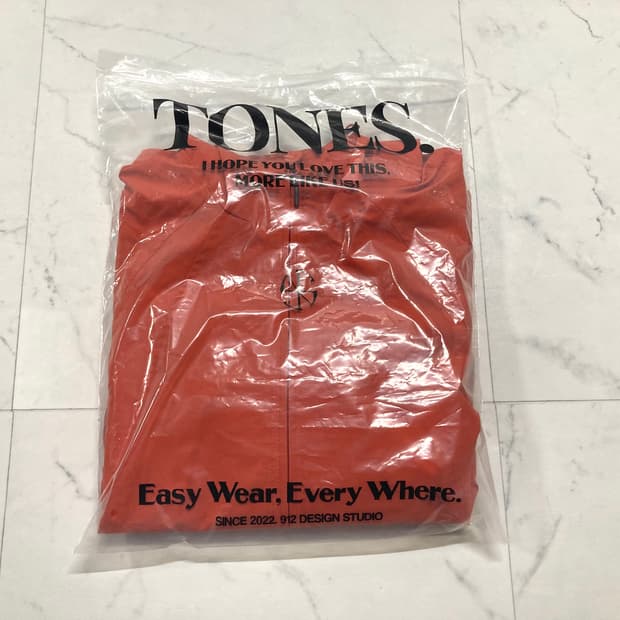 TONES.
I HOPE YOU LOVE THIS,
MORE LIKE US!
Easy Wear, Every Where.
SINCE 2022. 912 DESIGN STUDIO